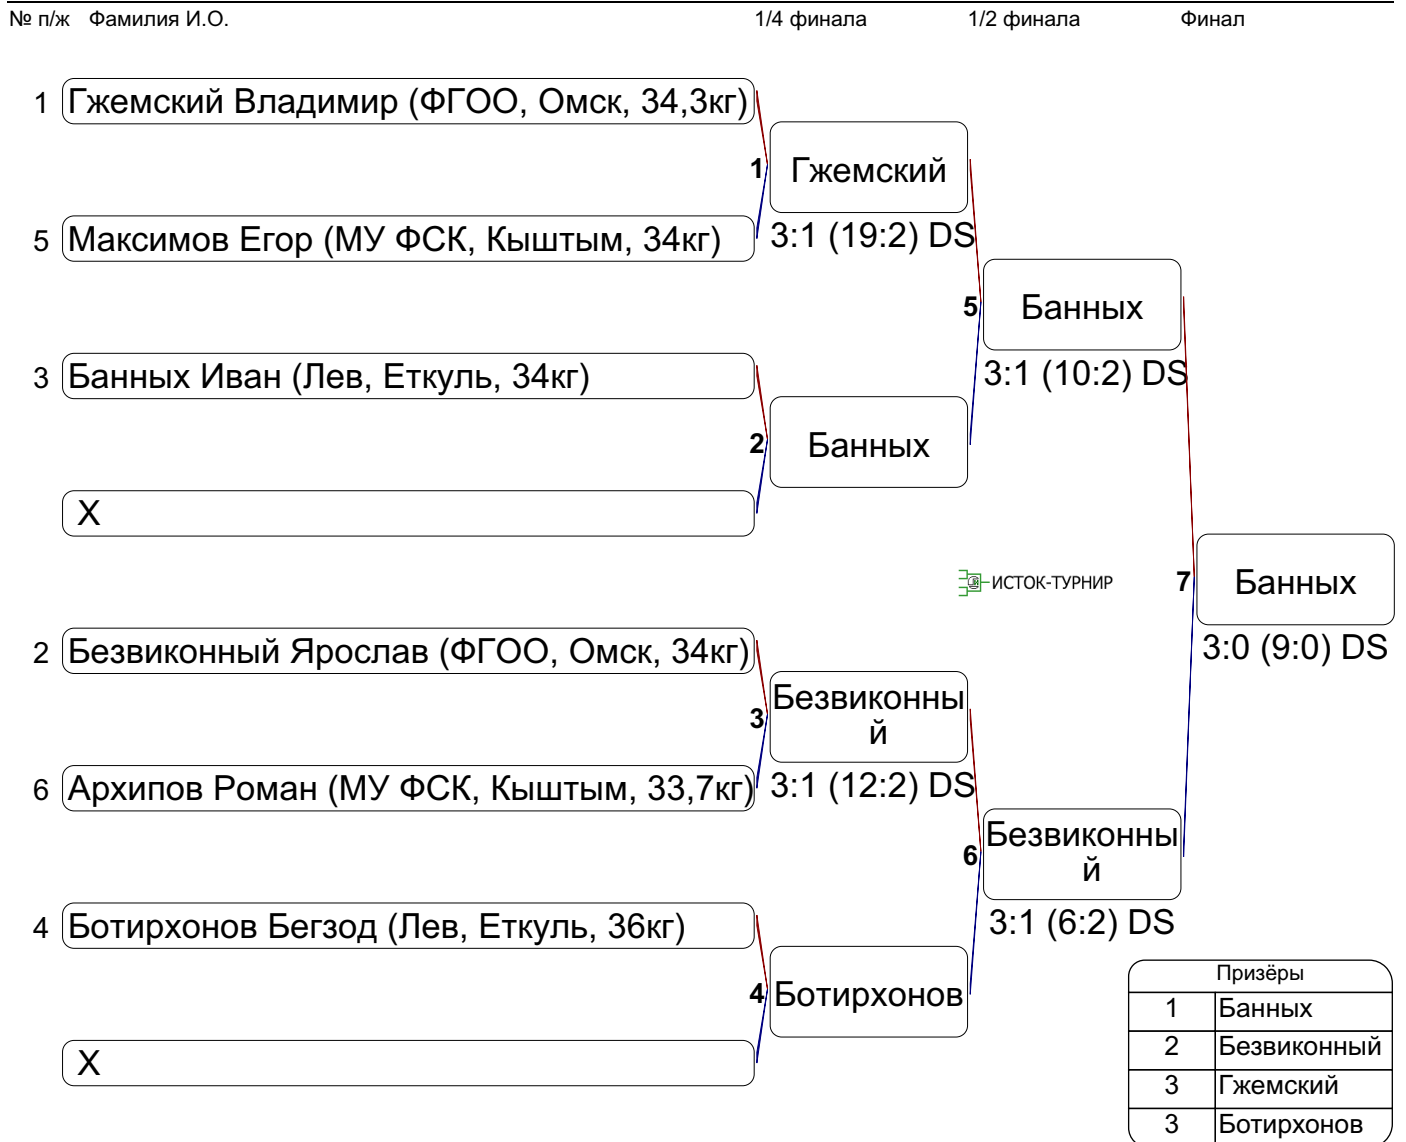 № п/ж Фамилия И.О. 1/4 финала 1/2 финала Финал
1 Гжемский Владимир (ФГОО, Омск, 34,3кг)
1 Гжемский
5 Максимов Егор (МУ ФСК, Кыштым, 34кг) 3:1 (19:2) DS
5 Банных
3 Банных Иван (Лев, Еткуль, 34кг) 3:1 (10:2) DS
2 Банных
X
ИСТОК-ТУРНИР 7 Банных
2 Безвиконный Ярослав (ФГОО, Омск, 34кг) 3:0 (9:0) DS
3 Безвиконны
й
6 Архипов Роман (МУ ФСК, Кыштым, 33,7кг) 3:1 (12:2) DS
6 Безвиконны
й
4 Ботирхонов Бегзод (Лев, Еткуль, 36кг) 3:1 (6:2) DS
4 Ботирхонов
X
Призёры
1 Банных
2 Безвиконный
3 Гжемский
3 Ботирхонов